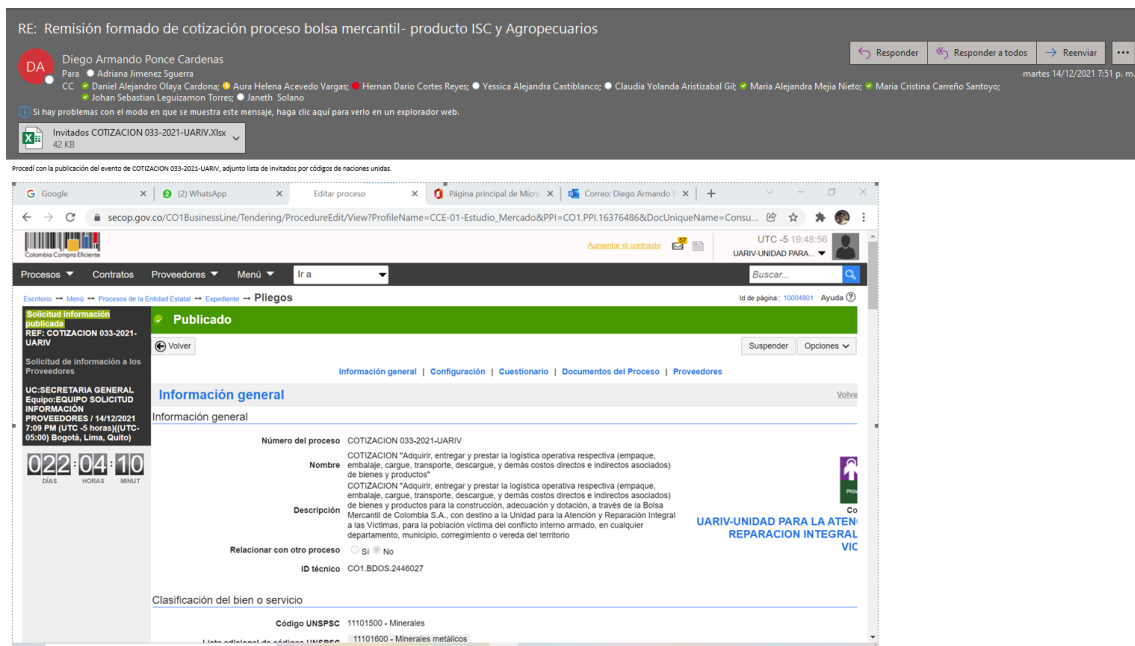 RE: Remisión formado de cotización proceso bolsa mercantil- producto ISC y Agropecuarios
Responder
Responder a todos
Reenviar
DA
Diego Armando Ponce Cardenas
Para Adriana Jimenez Sguerra
martes 14/12/2021 7:51 p. m.
CC Daniel Alejandro Olaya Cardona; Aura Helena Acevedo Vargas; Hernan Dario Cortes Reyes; Yessica Alejandra Castiblanco; Claudia Yolanda Aristizabal Gil; Maria Alejandra Mejia Nieto; Maria Cristina Carreño Santoyo;
Johan Sebastian Leguizamon Torres; Janeth Solano
Si hay problemas con el modo en que se muestra este mensaje, haga clic aquí para verlo en un explorador web.
Invitados COTIZACION 033-2021-UARIV.Xlsx
42 KB
Procedí con la publicación del evento de COTIZACION 033-2021-UARIV, adjunto lista de invitados por códigos de naciones unidas.
Google
(2) WhatsApp
Editar proceso
Página principal de Micro
Correo: Diego Armando P
secop.gov.co/CO1BusinessLine/Tendering/ProcedureEdit/View?ProfileName=CCE-01-Estudio_Mercado&PPI=CO1.PPI.16376486&DocUniqueName=Consu...
Colombia Compra Eficiente
Aumentar el contraste
57
UTC -5 19:48:56
UARIV-UNIDAD PARA...
Procesos Contratos Proveedores Menú Ir a
Buscar...
Escritorio → Menú → Procesos de la Entidad Estatal → Expediente → Pliegos
Id de página:: 10004801 Ayuda
Solicitud información
publicada
REF: COTIZACION 033-2021-
UARIV
Solicitud de información a los
Proveedores
UC:SECRETARIA GENERAL
Equipo:EQUIPO SOLICITUD
INFORMACIÓN
PROVEEDORES / 14/12/2021
7:09 PM (UTC -5 horas)((UTC-
05:00) Bogotá, Lima, Quito)
022:04:10
DÍAS HORAS MINUT
Publicado
Volver
Suspender
Opciones
Información general | Configuración | Cuestionario | Documentos del Proceso | Proveedores
Información general
Volve
Información general
Número del proceso COTIZACION 033-2021-UARIV
Nombre COTIZACION "Adquirir, entregar y prestar la logística operativa respectiva (empaque,
embalaje, cargue, transporte, descargue, y demás costos directos e indirectos asociados)
de bienes y productos"
Descripción COTIZACION "Adquirir, entregar y prestar la logística operativa respectiva (empaque,
embalaje, cargue, transporte, descargue, y demás costos directos e indirectos asociados)
de bienes y productos para la construcción, adecuación y dotación, a través de la Bolsa
Mercantil de Colombia S.A., con destino a la Unidad para la Atención y Reparación Integral
a las Victimas, para la población víctima del conflicto interno armado, en cualquier
departamento, municipio, corregimiento o vereda del territorio
Co
UARIV-UNIDAD PARA LA ATEN
REPARACION INTEGRAL
VIC
Relacionar con otro proceso Sí No
ID técnico CO1.BDOS.2446027
Clasificación del bien o servicio
Código UNSPSC 11101500 - Minerales
Lista adicional de códigos UNSPSC 11101600 - Minerales metálicos